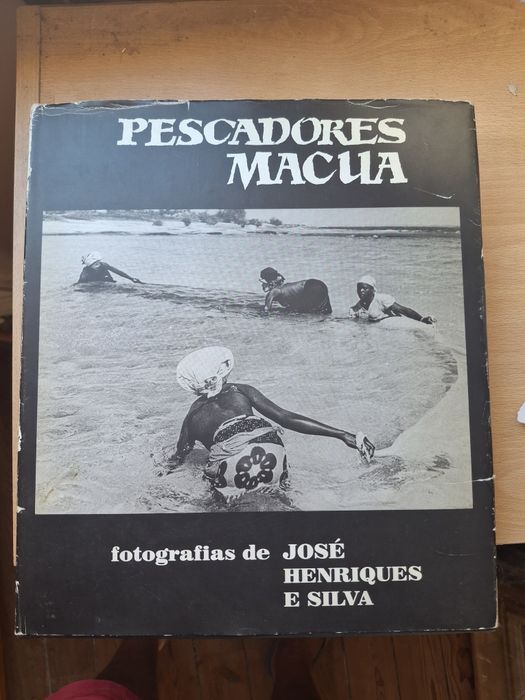 PESCADORES
MACUA
fotografias de JOSÉ
HENRIQUES
E SILVA